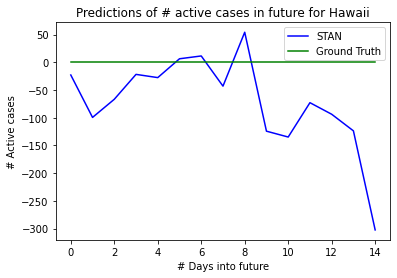 Predictions of # active cases in future for Hawaii
STAN
Ground Truth
# Active cases
50
0
−50
−100
−150
−200
−250
−300
0 2 4 6 8 10 12 14
# Days into future